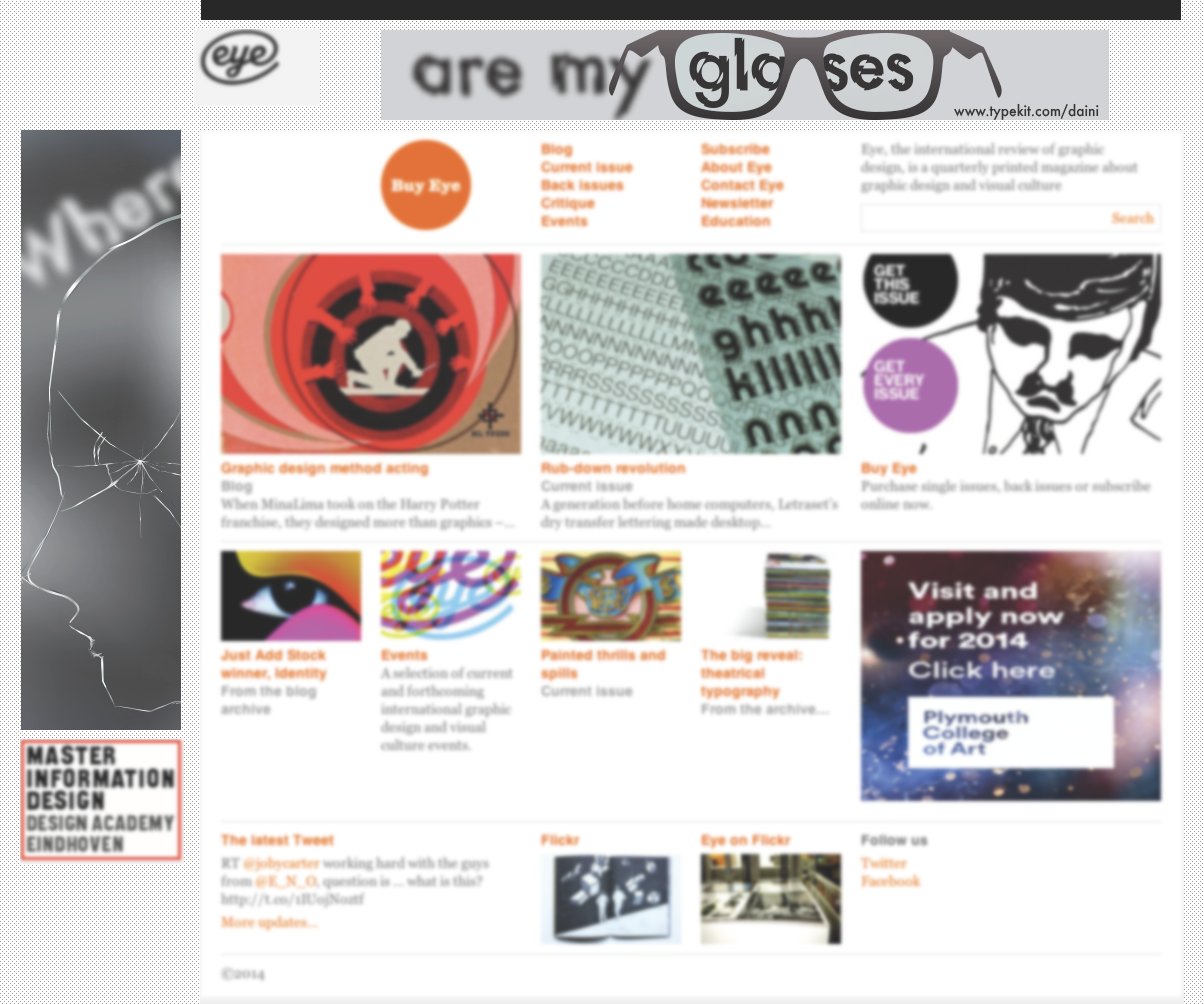 eye
are my glasses
www.typekit.com/daini
Where
Buy Eye
Blog
Current issue
Back issues
Critique
Events
Subscribe
About Eye
Contact Eye
Newsletter
Education
Eye, the international review of graphic
design, is a quarterly printed magazine about
graphic design and visual culture
Search
GET
THIS
ISSUE
GET
EVERY
ISSUE
Graphic design method acting
Blog
When MinaLima took on the Harry Potter
franchise, they designed more than graphics –...
Rub-down revolution
Current issue
A generation before home computers, Letraset's
dry transfer lettering made desktop...
Buy Eye
Purchase single issues, back issues or subscribe
online now.
Just Add Stock
winner, Identity
From the blog
archive
Events
A selection of current
and forthcoming
international graphic
design and visual
culture events.
Painted thrills and
spills
Current issue
The big reveal:
theatrical
typography
From the archive...
Visit and
apply now
for 2014
Click here
Plymouth
College
of Art
MASTER
INFORMATION
DESIGN
DESIGN ACADEMY
EINDHOVEN
The latest Tweet
RT @jobycarter working hard with the guys
from @E_N_O, question is ... what is this?
More updates...
Flickr
Eye on Flickr
Follow us
Twitter
Facebook
©2014